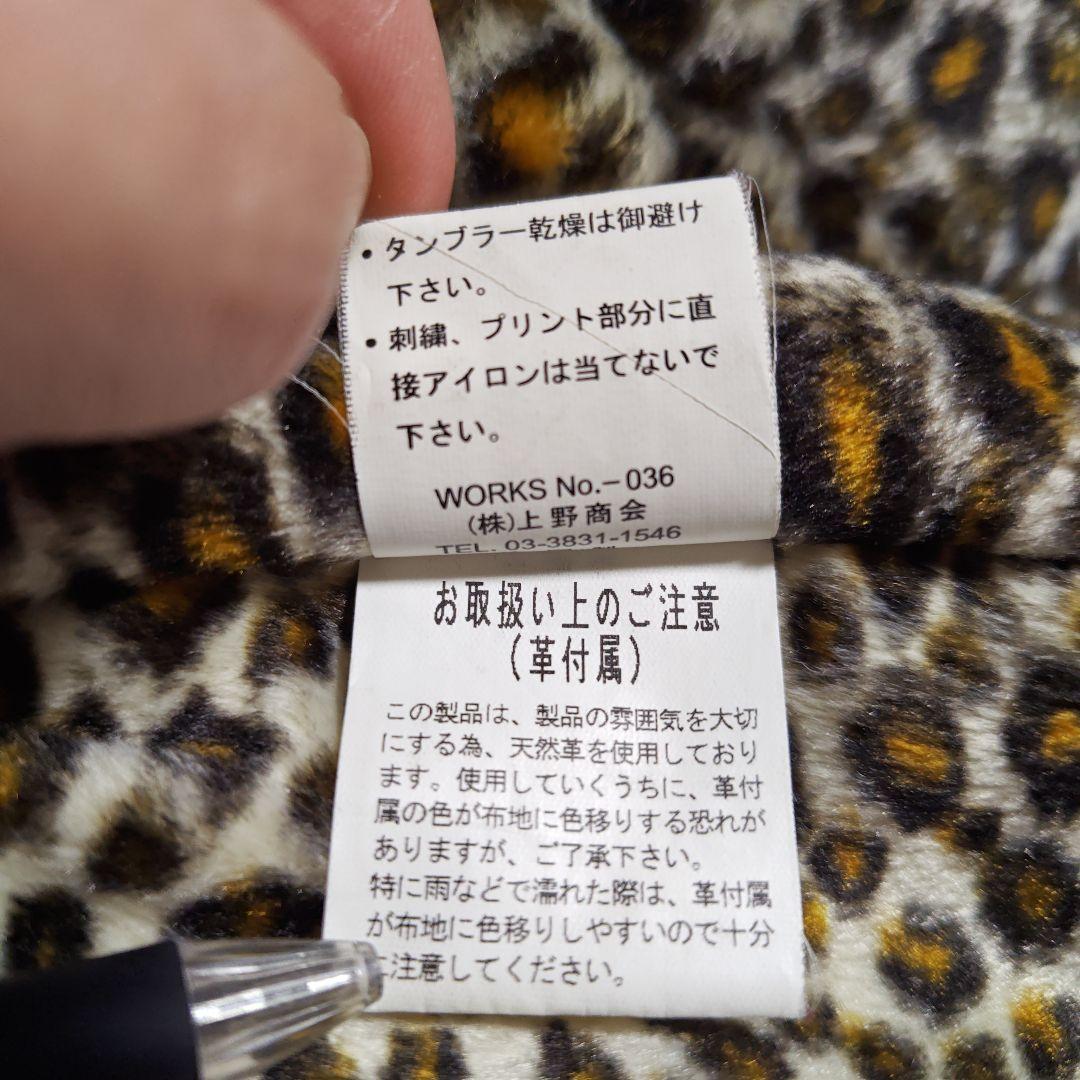 ・タンブラー乾燥は御避け
下さい。
・刺繍、プリント部分に直
接アイロンは当てないで
下さい。
WORKS No.-036
(株)上野商会
TEL. 03-3831-1546
お取扱い上のご注意
(革付属)
この製品は、製品の雰囲気を大切
にする為、天然革を使用しており
ます。使用していくうちに、革付
属の色が布地に色移りする恐れが
ありますが、ご了承下さい。
特に雨などで濡れた際は、革付属
が布地に色移りしやすいので十分
に注意してください。